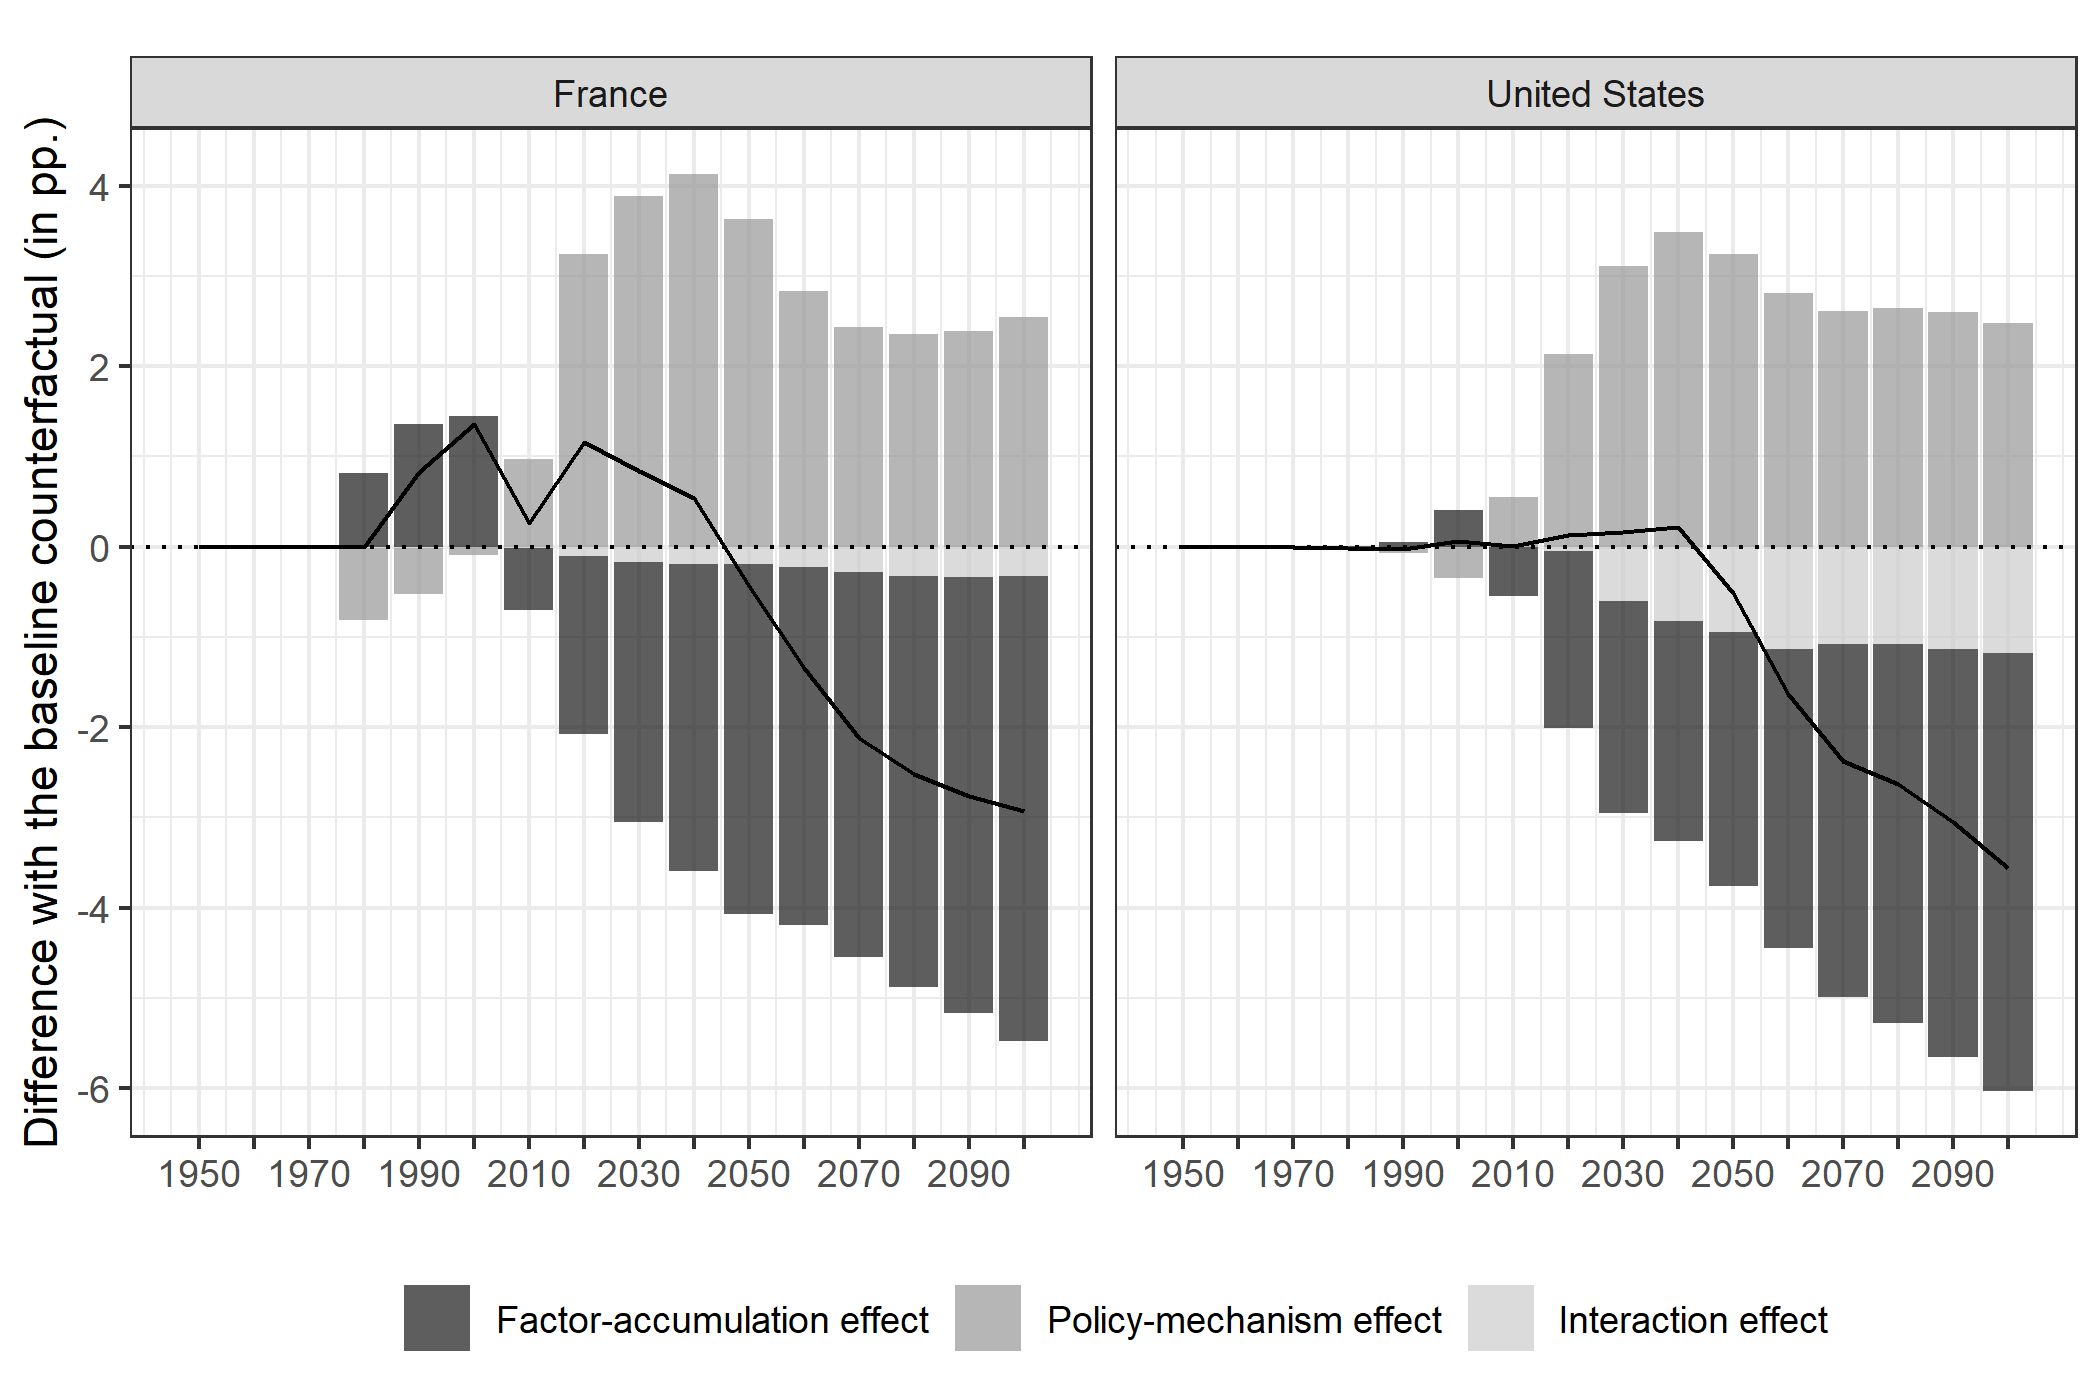 France
United States
Difference with the baseline counterfactual (in pp.)
4
2
0
-2
-4
-6
1950 1970 1990 2010 2030 2050 2070 2090
1950 1970 1990 2010 2030 2050 2070 2090
Factor-accumulation effect
Policy-mechanism effect
Interaction effect